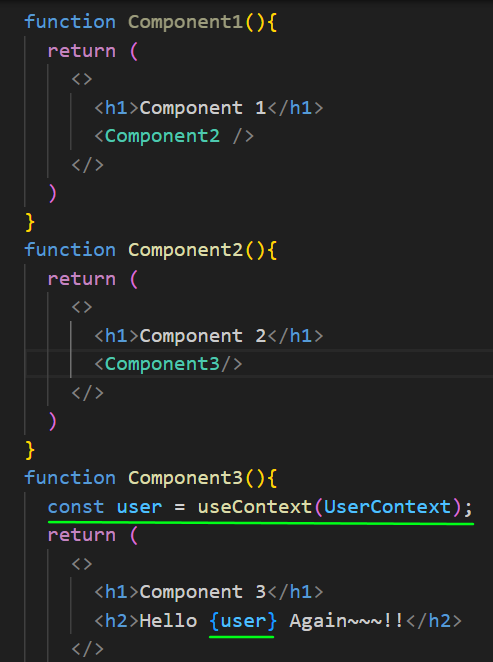 function Component1(){
return (
<>
<h1>Component 1</h1>
<Component2 />
</>
)
}
function Component2(){
return (
<>
<h1>Component 2</h1>
<Component3/>
</>
)
}
function Component3(){
const user = useContext(UserContext);
return (
<>
<h1>Component 3</h1>
<h2>Hello {user} Again~~~!!</h2>
</>